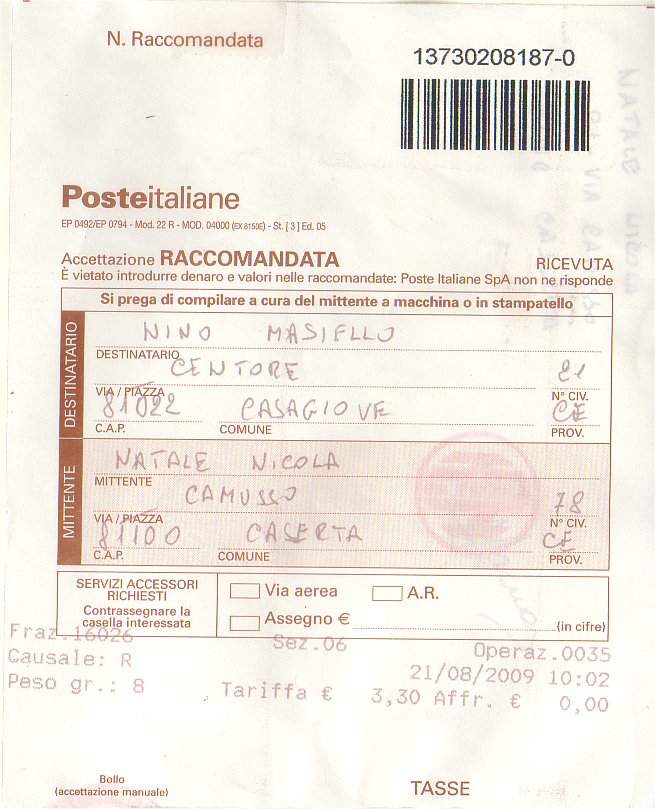 N. Raccomandata
13730208187-0
Posteitaliane
EP 0492/EP 0794 - Mod. 22 R - MOD. 04000 (EX 8150E) - St. [ 3 ] Ed. 05
Accettazione RACCOMANDATA RICEVUTA
È vietato introdurre denaro e valori nelle raccomandate: Poste Italiane SpA non ne risponde
Si prega di compilare a cura del mittente a macchina o in stampatello
DESTINATARIO
NINO MASIELLO
DESTINATARIO
CENTORE 21
VIA / PIAZZA N° CIV.
81022 CASAGIOVE CE
C.A.P. COMUNE PROV.
MITTENTE
NATALE NICOLA
MITTENTE
CAMUSSO 78
VIA / PIAZZA N° CIV.
81100 CASERTA CE
C.A.P. COMUNE PROV.
SERVIZI ACCESSORI RICHIESTI
Contrassegnare la casella interessata
Via aerea A.R.
Assegno € (in cifre)
Fraz.16026 Sez.06 Operaz.0035
Causale: R 21/08/2009 10:02
Peso gr.: 8 Tariffa € 3,30 Affr. € 0,00
Bollo
(accettazione manuale)
TASSE